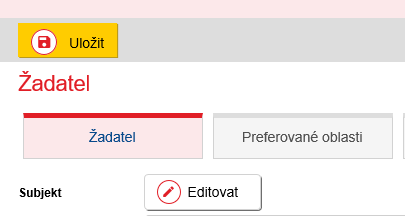 Uložit
Žadatel
Žadatel Preferované oblasti
Subjekt Editovat